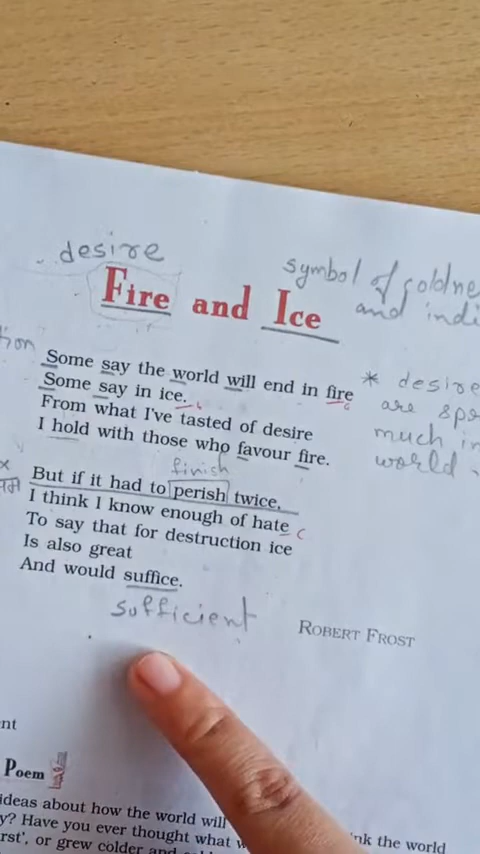 desire
symbol of coldne
and indi
Fire and Ice
tion
Some say the world will end in fire
Some say in ice.
From what I've tasted of desire
I hold with those who favour fire.
* desire
are
much in
world.
finish
But if it had to perish twice,
I think I know enough of hate
To say that for destruction ice
Is also great
And would suffice.
sufficient
ROBERT FROST
nt
Poem
ideas about how the world will
y? Have you ever thought what w
nk the world
rst', or grew colder and